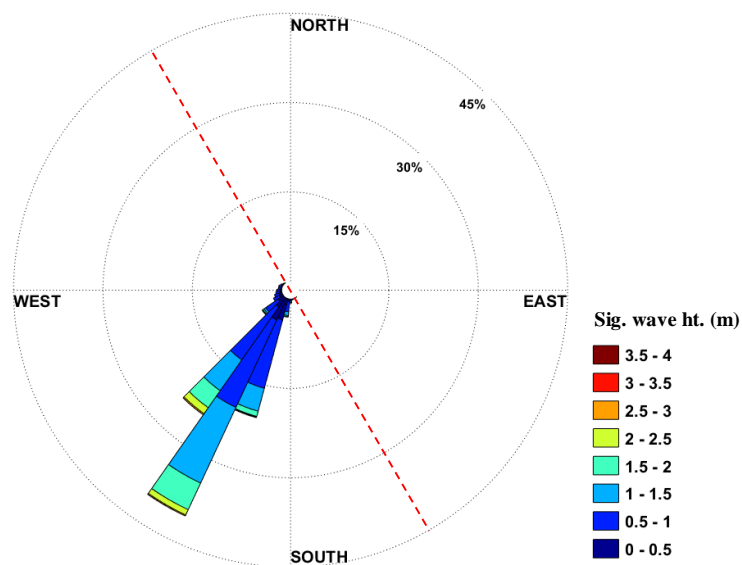 NORTH
45%
30%
15%
WEST
EAST
SOUTH
Sig. wave ht. (m)
3.5 - 4
3 - 3.5
2.5 - 3
2 - 2.5
1.5 - 2
1 - 1.5
0.5 - 1
0 - 0.5